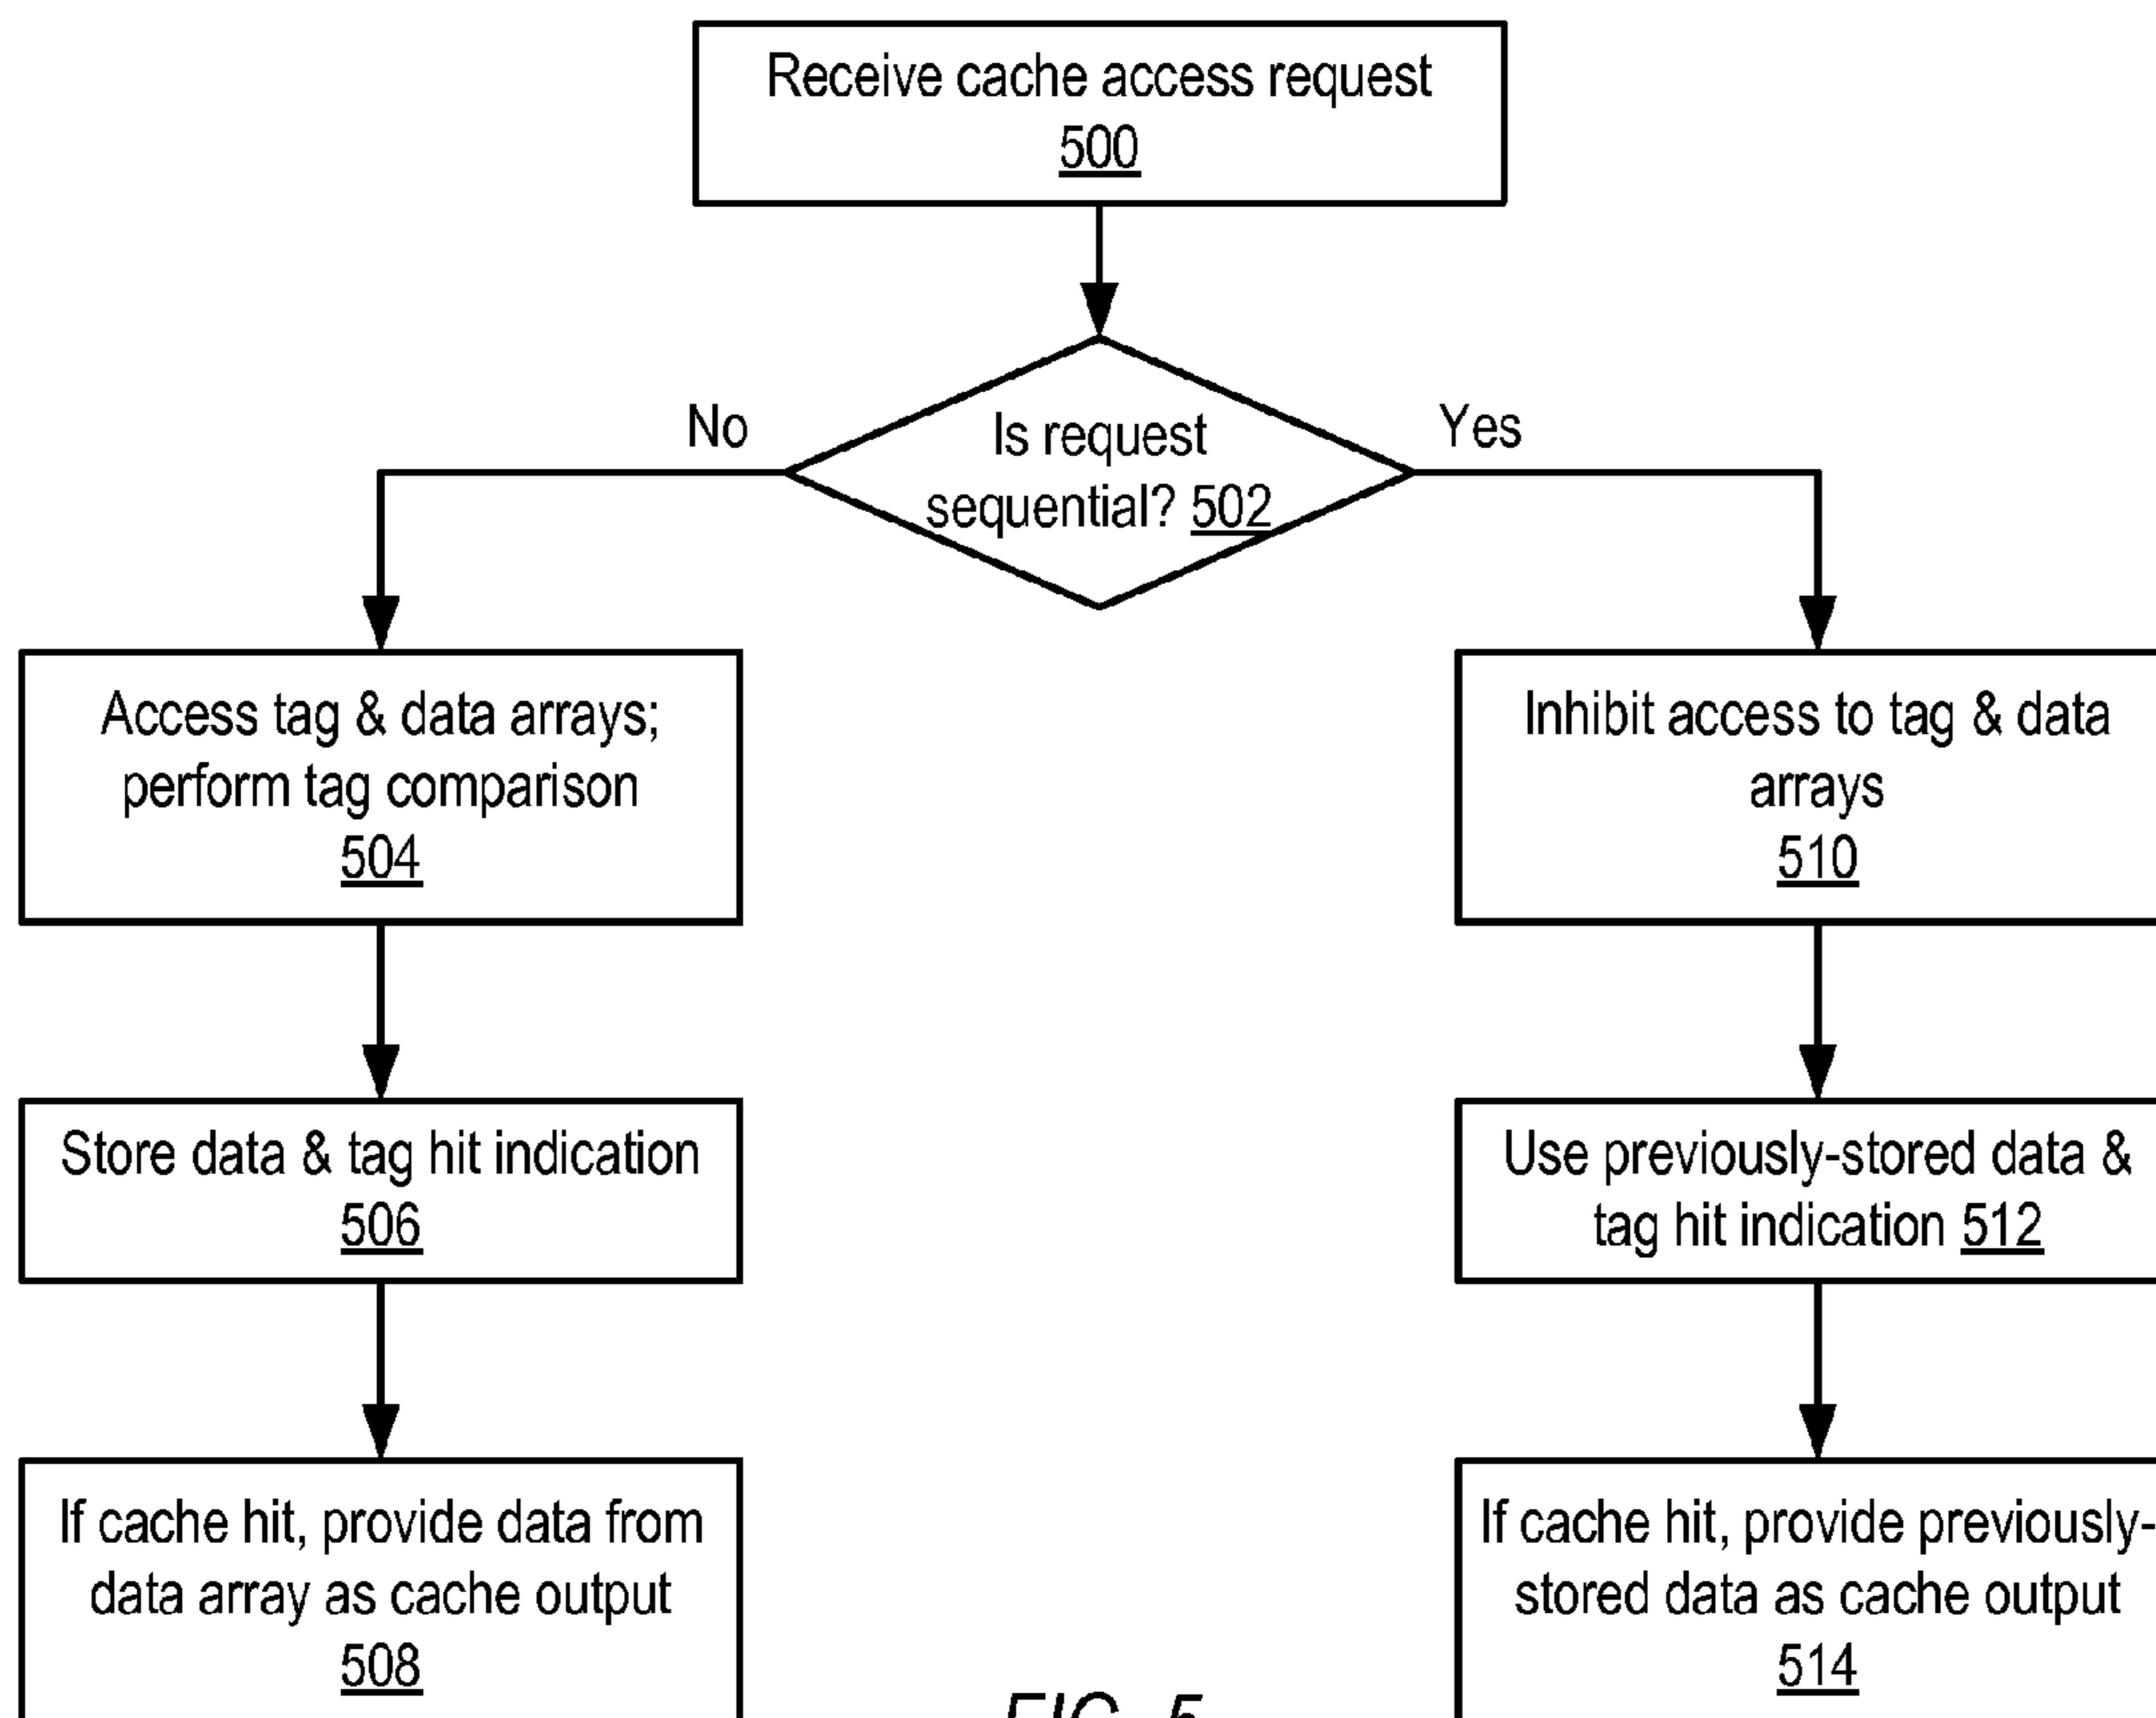 Receive cache access request
500
No
Yes
Is request
sequential? 502
Access tag & data arrays;
perform tag comparison
504
Inhibit access to tag & data
arrays
510
Store data & tag hit indication
506
Use previously-stored data &
tag hit indication 512
If cache hit, provide data from
data array as cache output
508
If cache hit, provide previously-
stored data as cache output
514
FIG. 5